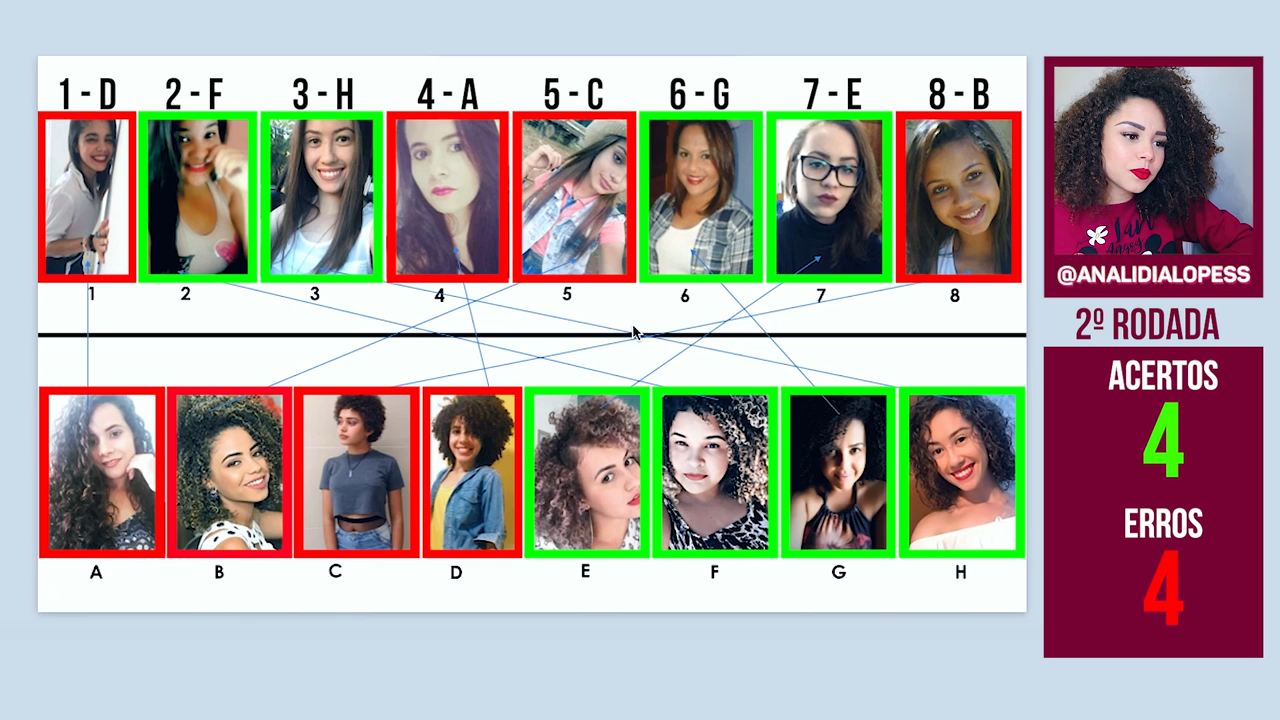 1 - D 2 - F 3 - H 4 - A 5 - C 6 - G 7 - E 8 - B
1 2 3 4 5 6 7 8
A B C D E F G H
@ANALIDIALOPESS
2º RODADA
ACERTOS
4
ERROS
4